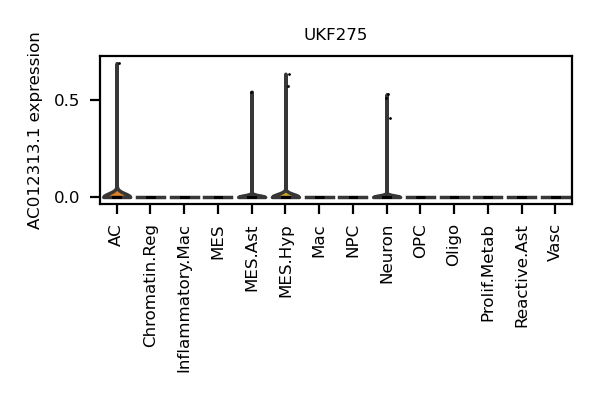 UKF275
AC012313.1 expression
0.5
0.0
AC
Chromatin.Reg
Inflammatory.Mac
MES
MES.Ast
MES.Hyp
Mac
NPC
Neuron
OPC
Oligo
Prolif.Metab
Reactive.Ast
Vasc